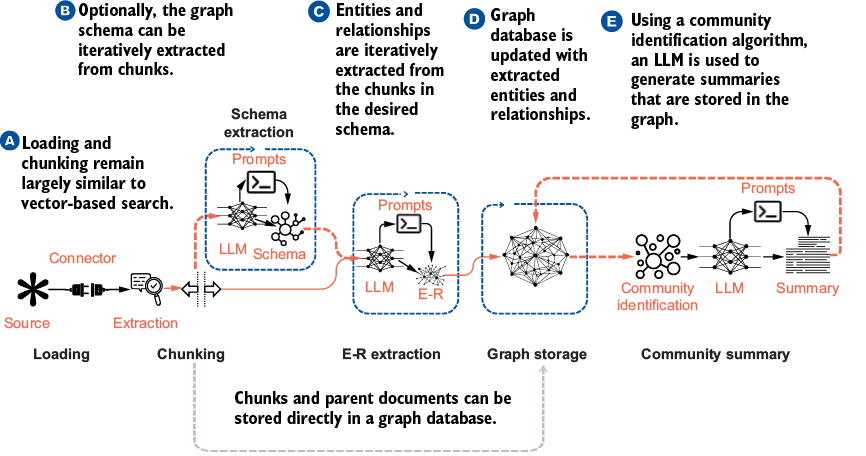 A Loading and
chunking remain
largely similar to
vector-based search.
B Optionally, the graph
schema can be
iteratively extracted
from chunks.
C Entities and
relationships
are iteratively
extracted from
the chunks in
the desired
schema.
D Graph
database is
updated with
extracted
entities and
relationships.
E Using a community
identification algorithm,
an LLM is used to
generate summaries
that are stored in the
graph.
Schema
extraction
Prompts
LLM
Schema
Prompts
LLM
E-R
Prompts
Community
identification
LLM
Summary
Connector
Source
Extraction
Loading
Chunking
E-R extraction
Graph storage
Community summary
Chunks and parent documents can be
stored directly in a graph database.